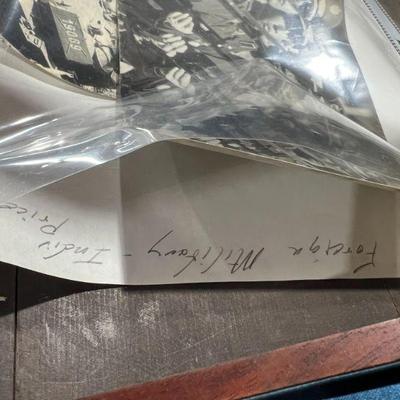 Foreign Military - Indiv
Price